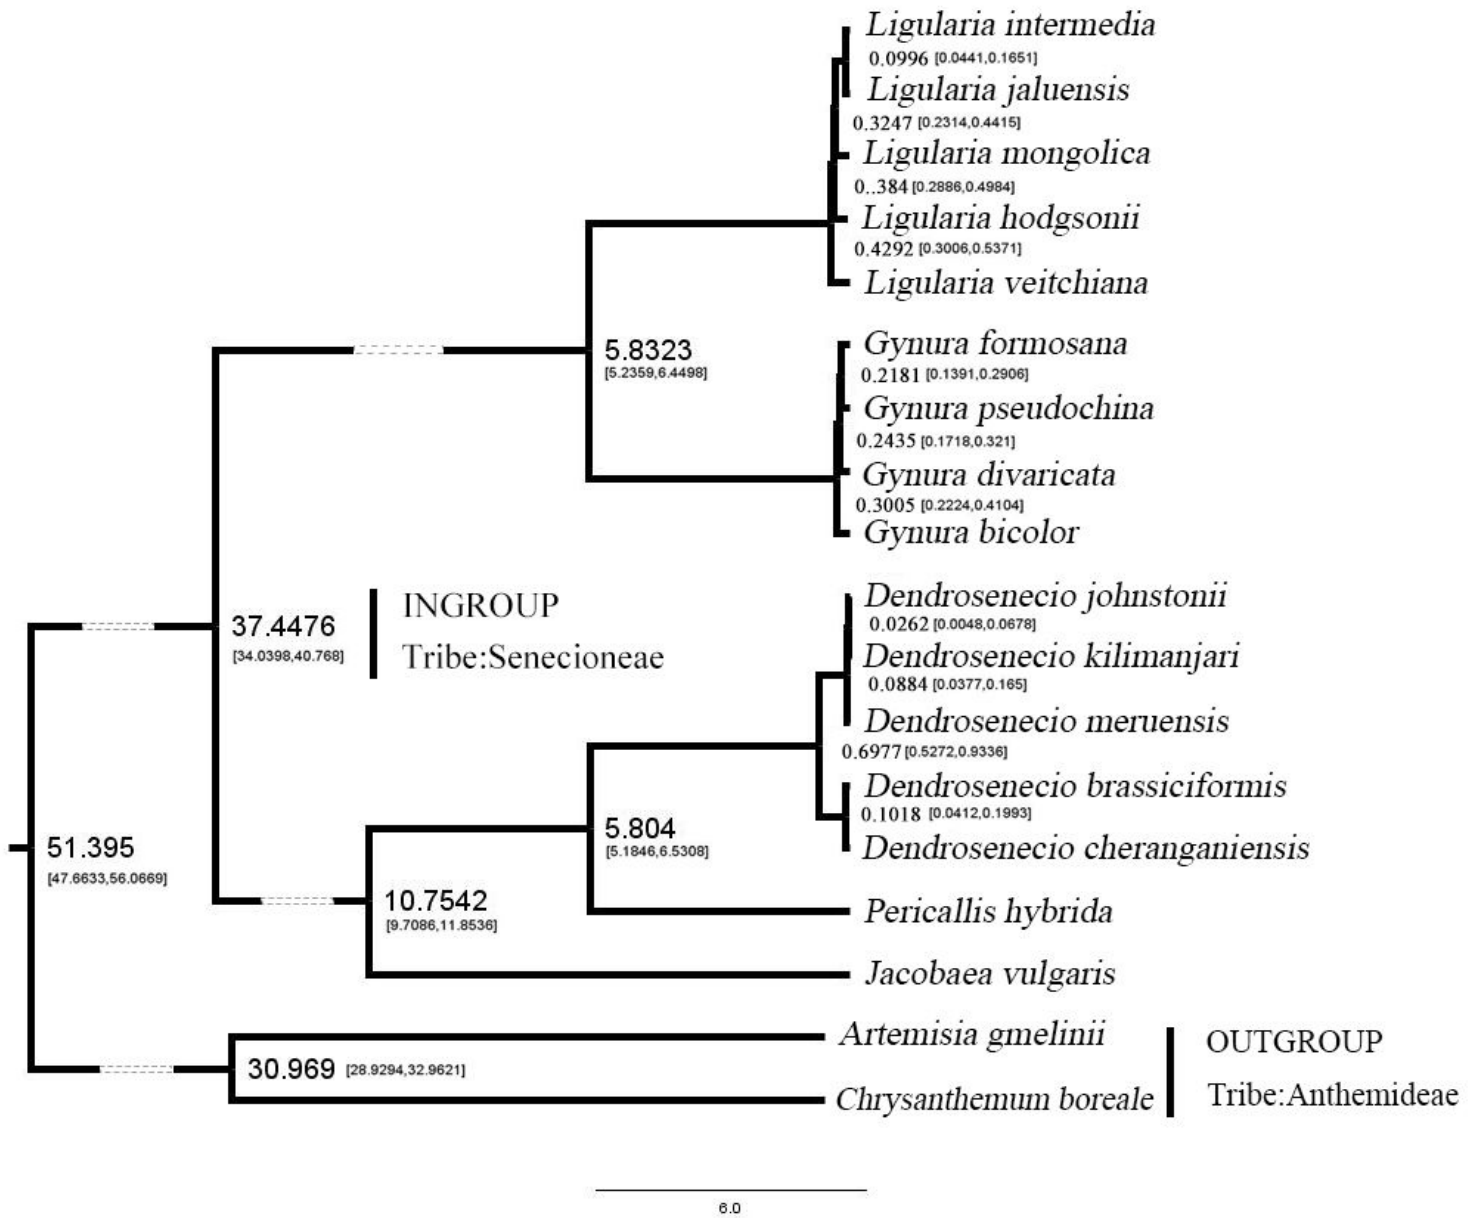 Ligularia intermedia
0.0996 [0.0441,0.1651]
Ligularia jaluensis
0.3247 [0.2314,0.4415]
Ligularia mongolica
0..384 [0.2886,0.4984]
Ligularia hodgsonii
0.4292 [0.3006,0.5371]
Ligularia veitchiana
Gynura formosana
5.8323
[5.2359,6.4498]
0.2181 [0.1391,0.2906]
Gynura pseudochina
0.2435 [0.1718,0.321]
Gynura divaricata
0.3005 [0.2224,0.4104]
Gynura bicolor
Dendrosenecio johnstonii
INGROUP
0.0262 [0.0048,0.0678]
37.4476
[34.0398,40.768]
Tribe:Senecioneae
Dendrosenecio kilimanjari
0.0884 [0.0377,0.165]
Dendrosenecio meruensis
0.6977 [0.5272,0.9336]
Dendrosenecio brassiciformis
0.1018 [0.0412,0.1993]
5.804
[5.1846,6.5308]
Dendrosenecio cheranganiensis
51.395
[47.6633,56.0669]
10.7542
[9.7086,11.8536]
Pericallis hybrida
Jacobaea vulgaris
Artemisia gmelinii
OUTGROUP
30.969 [28.9294,32.9621]
Chrysanthemum boreale
Tribe:Anthemideae
6.0